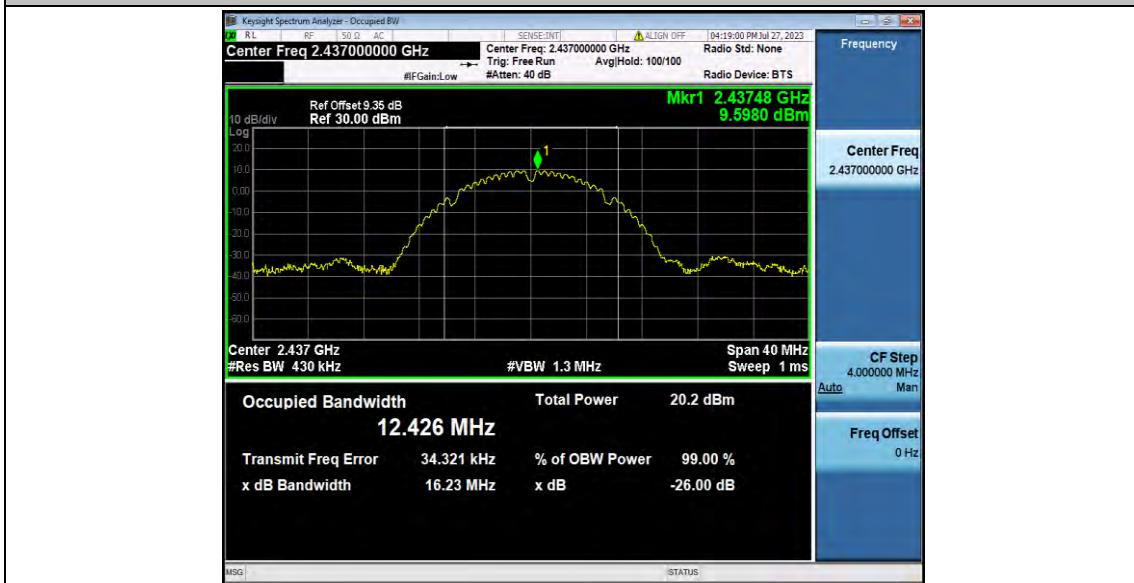 Keysight Spectrum Analyzer - Occupied BW
RL RF 50 Ω AC SENSE:INT ALIGN OFF 04:19:00 PM Jul 27, 2023
Center Freq 2.437000000 GHz Center Freq: 2.437000000 GHz Radio Std: None Frequency
Trig: Free Run Avg|Hold: 100/100
#IFGain:Low #Atten: 40 dB Radio Device: BTS
Ref Offset 9.35 dB Mkr1 2.43748 GHz
10 dB/div Ref 30.00 dBm 9.5980 dBm
Log
20.0 1
10.0
0.00
-10.0
-20.0
-30.0
-40.0
-50.0
-60.0
Center Freq
2.437000000 GHz
Center 2.437 GHz Span 40 MHz
#Res BW 430 kHz #VBW 1.3 MHz Sweep 1 ms
CF Step
4.000000 MHz
Auto Man
Occupied Bandwidth Total Power 20.2 dBm
12.426 MHz
Freq Offset
0 Hz
Transmit Freq Error 34.321 kHz % of OBW Power 99.00 %
x dB Bandwidth 16.23 MHz x dB -26.00 dB
MSG STATUS